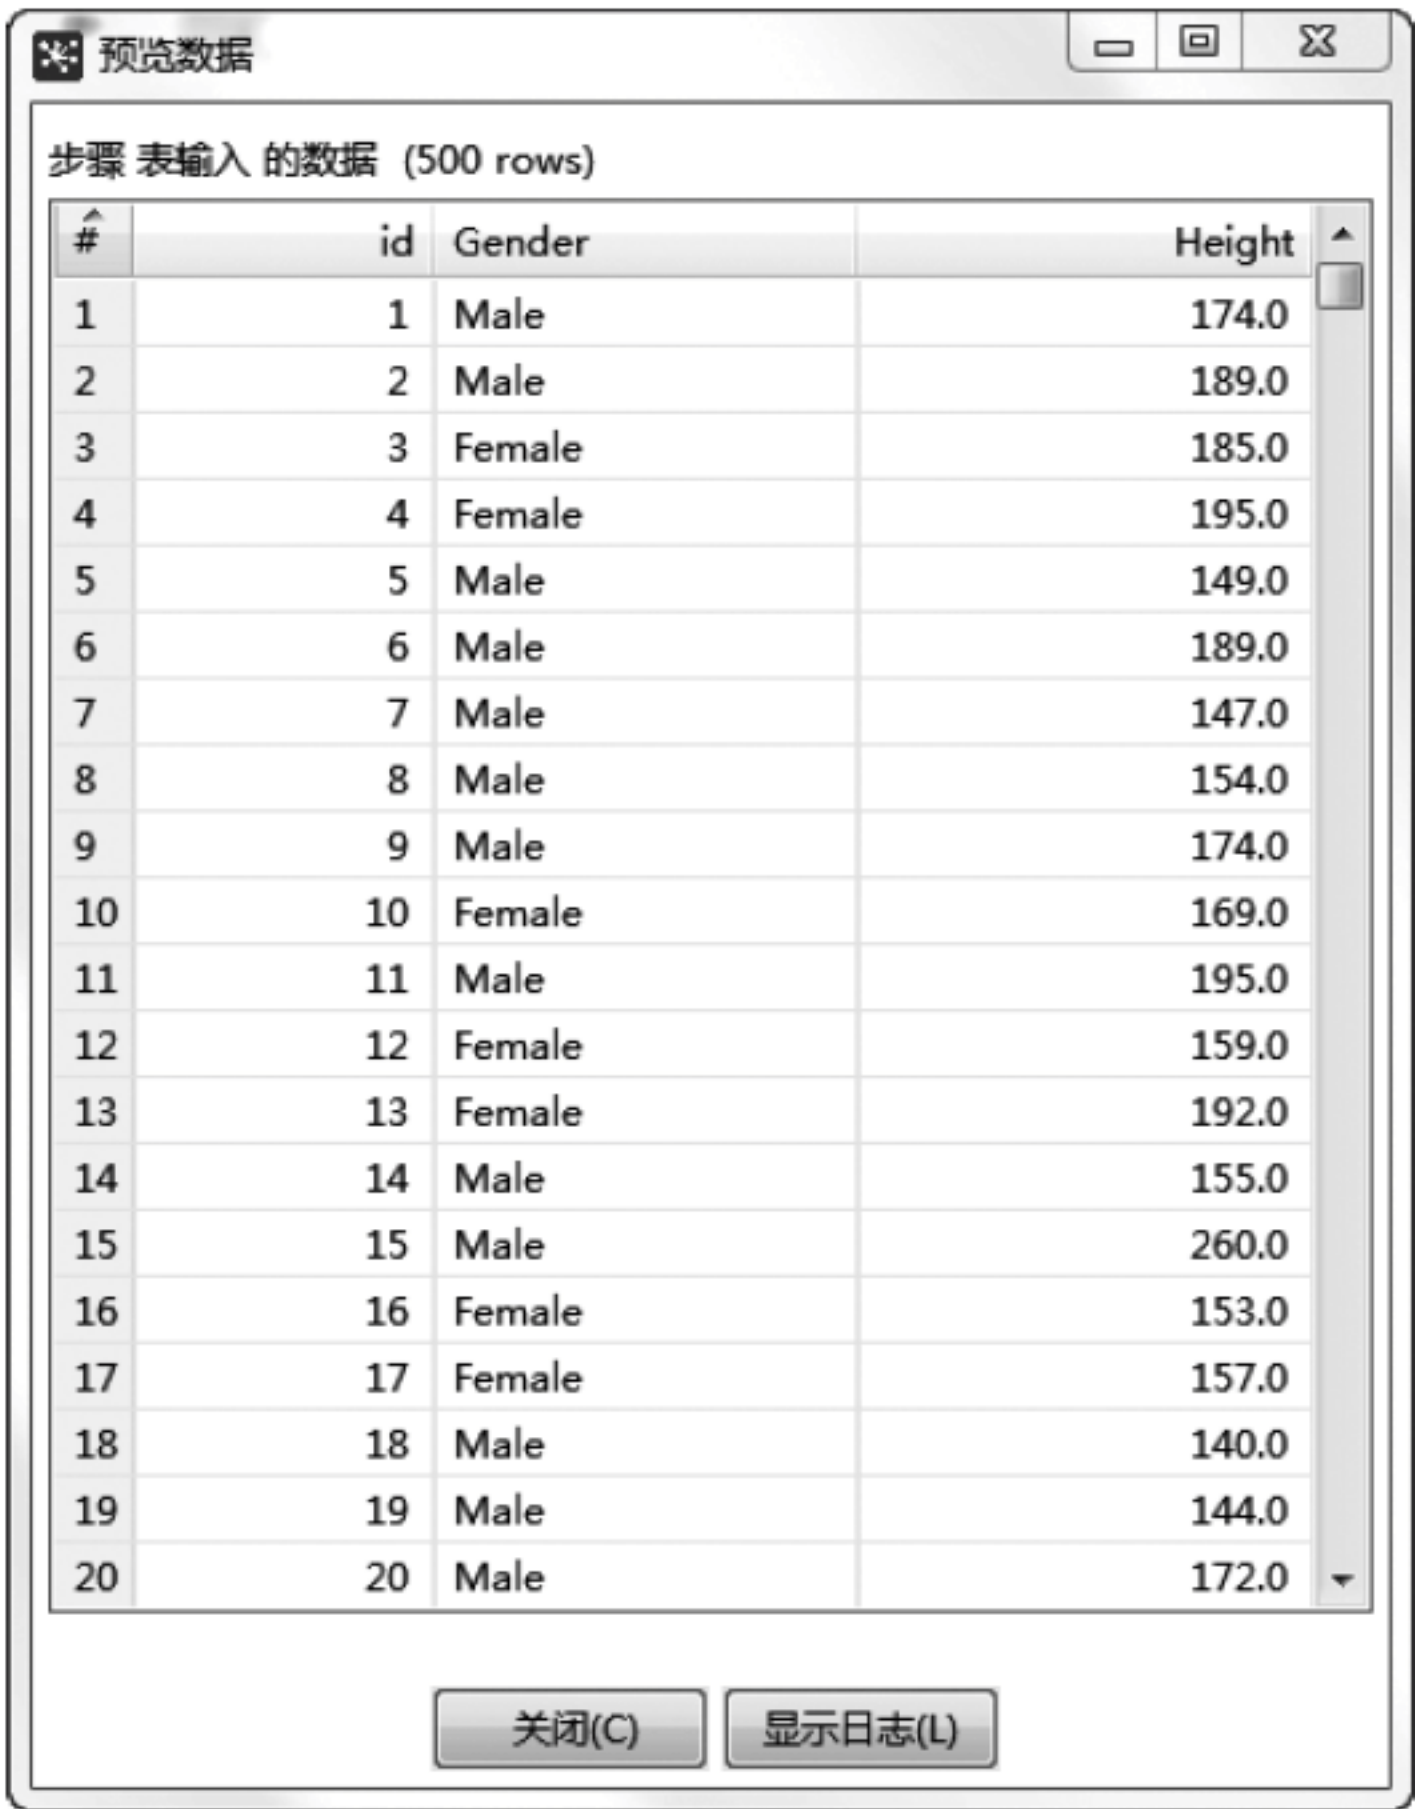 预览数据
步骤 表输入 的数据 (500 rows)
# id Gender Height
1 1 Male 174.0
2 2 Male 189.0
3 3 Female 185.0
4 4 Female 195.0
5 5 Male 149.0
6 6 Male 189.0
7 7 Male 147.0
8 8 Male 154.0
9 9 Male 174.0
10 10 Female 169.0
11 11 Male 195.0
12 12 Female 159.0
13 13 Female 192.0
14 14 Male 155.0
15 15 Male 260.0
16 16 Female 153.0
17 17 Female 157.0
18 18 Male 140.0
19 19 Male 144.0
20 20 Male 172.0
关闭(C) 显示日志(L)